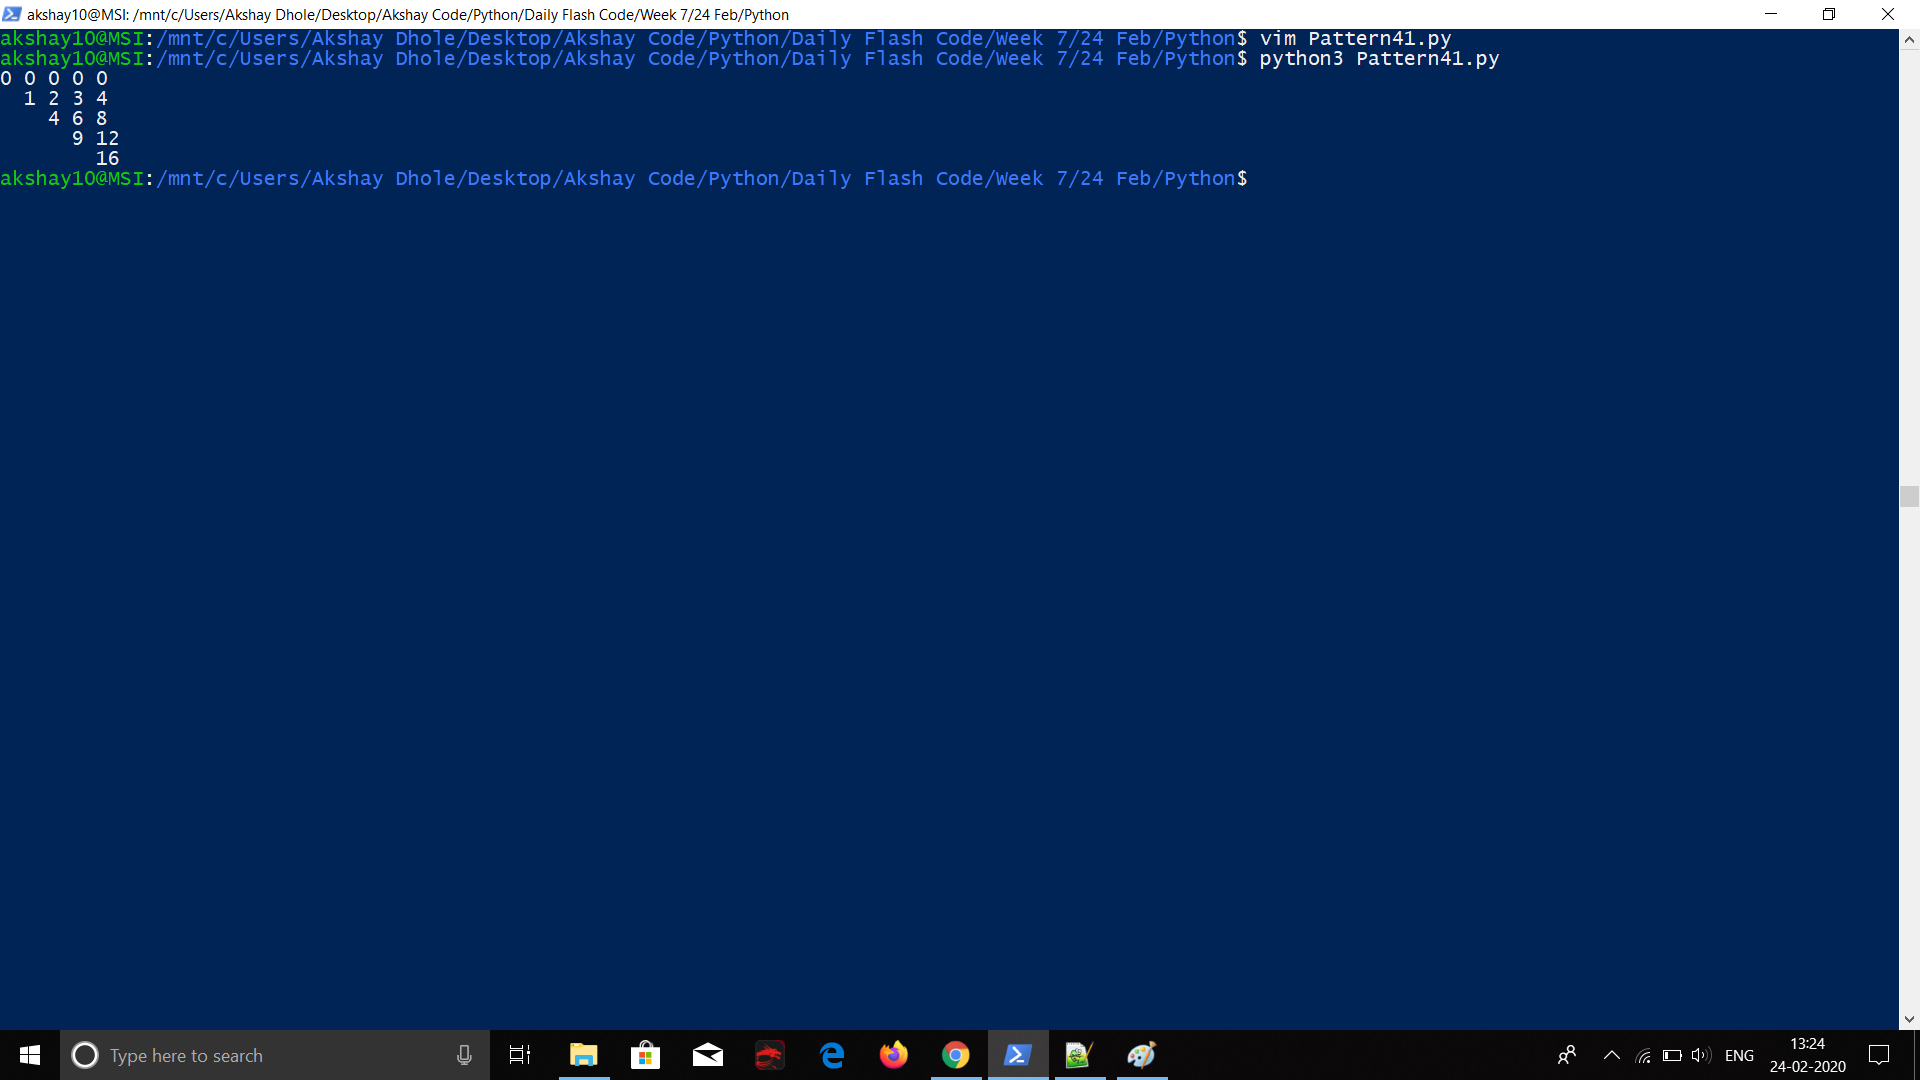 akshay10@MSI: /mnt/c/Users/Akshay Dhole/Desktop/Akshay Code/Python/Daily Flash Code/Week 7/24 Feb/Python
akshay10@MSI:/mnt/c/Users/Akshay Dhole/Desktop/Akshay Code/Python/Daily Flash Code/Week 7/24 Feb/Python$ vim Pattern41.py
akshay10@MSI:/mnt/c/Users/Akshay Dhole/Desktop/Akshay Code/Python/Daily Flash Code/Week 7/24 Feb/Python$ python3 Pattern41.py
0 0 0 0 0
  1 2 3 4
    4 6 8
      9 12
        16
akshay10@MSI:/mnt/c/Users/Akshay Dhole/Desktop/Akshay Code/Python/Daily Flash Code/Week 7/24 Feb/Python$
Type here to search
ENG
13:24
24-02-2020